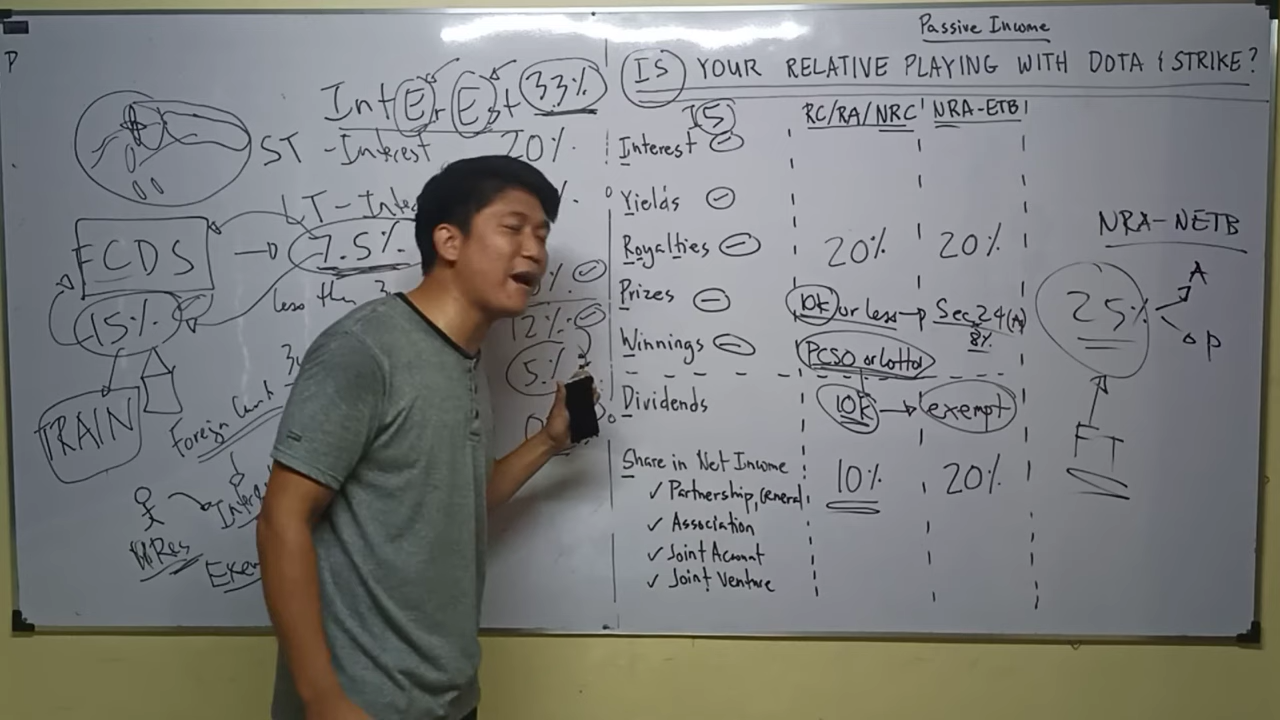 P
IntErEst 33%
ST - Interest 20%
LT - Inte
FCDS
7.5%
less than
15%
12%
5%
TRAIN
Foreign
NRes
Exem
Passive Income
IS YOUR RELATIVE PLAYING WITH DOTA & STRIKE?
RC/RA/NRC NRA-ETB
Interest
Yields
Royalties 20% 20%
Prizes 10k or less → Sec 24(A)
8%
Winnings PCSO or lotto
Dividends 10k → exempt
Share in Net Income 10% 20%
✓ Partnership, General
✓ Association
✓ Joint Account
✓ Joint Venture
NRA-NETB
25%
A
OP
FT